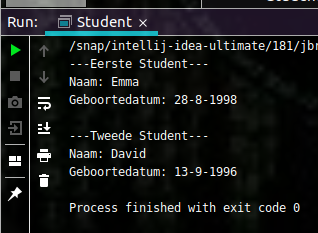 Run:
Student
/snap/intellij-idea-ultimate/181/jbr
---Eerste Student---
Naam: Emma
Geboortedatum: 28-8-1998
---Tweede Student---
Naam: David
Geboortedatum: 13-9-1996
Process finished with exit code 0